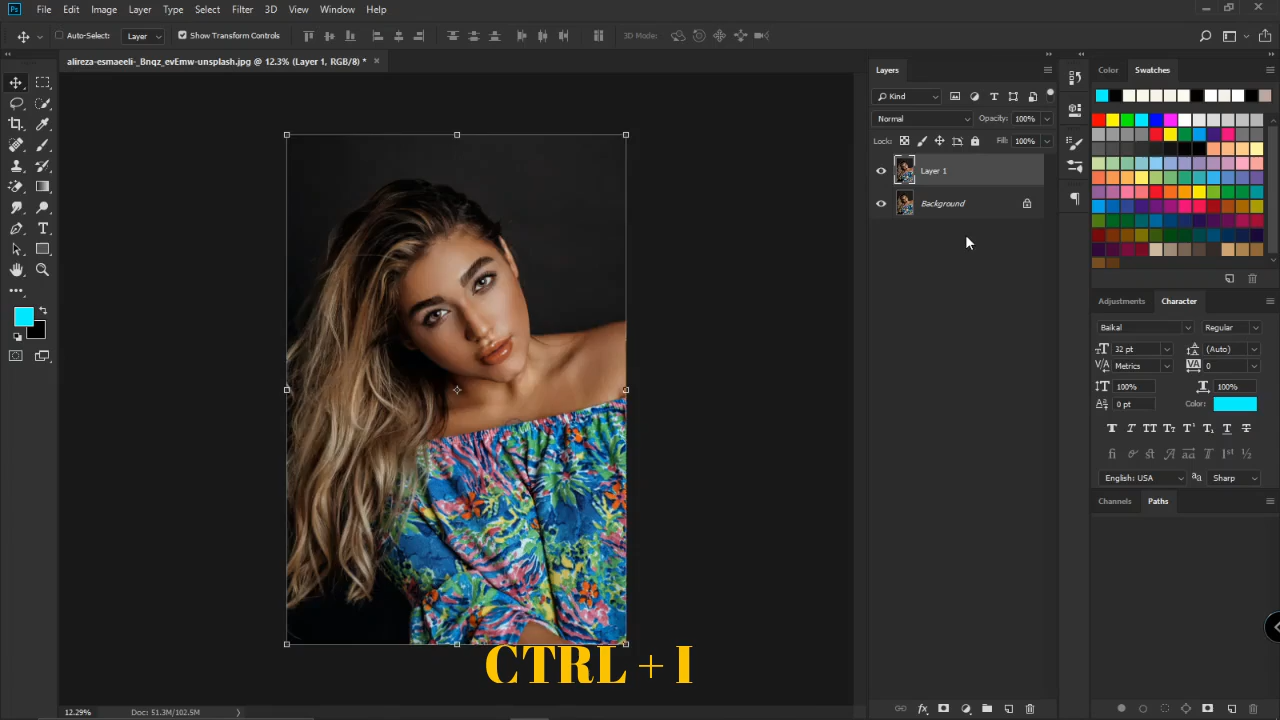 Ps File Edit Image Layer Type Select Filter 3D View Window Help
Auto-Select: Layer Show Transform Controls 3D Mode:
alireza-esmaeeli-_Bnqz_evEmw-unsplash.jpg @ 12.3% (Layer 1, RGB/8) *
Layers
Color Swatches
Kind
Normal Opacity: 100%
Lock: Fill: 100%
Layer 1
Background
Adjustments Character
Baikal Regular
32 pt (Auto)
Metrics 0
100% 100%
0 pt Color:
English: USA Sharp
Channels Paths
CTRL + I
12.29% Doc: 51.3M/102.5M